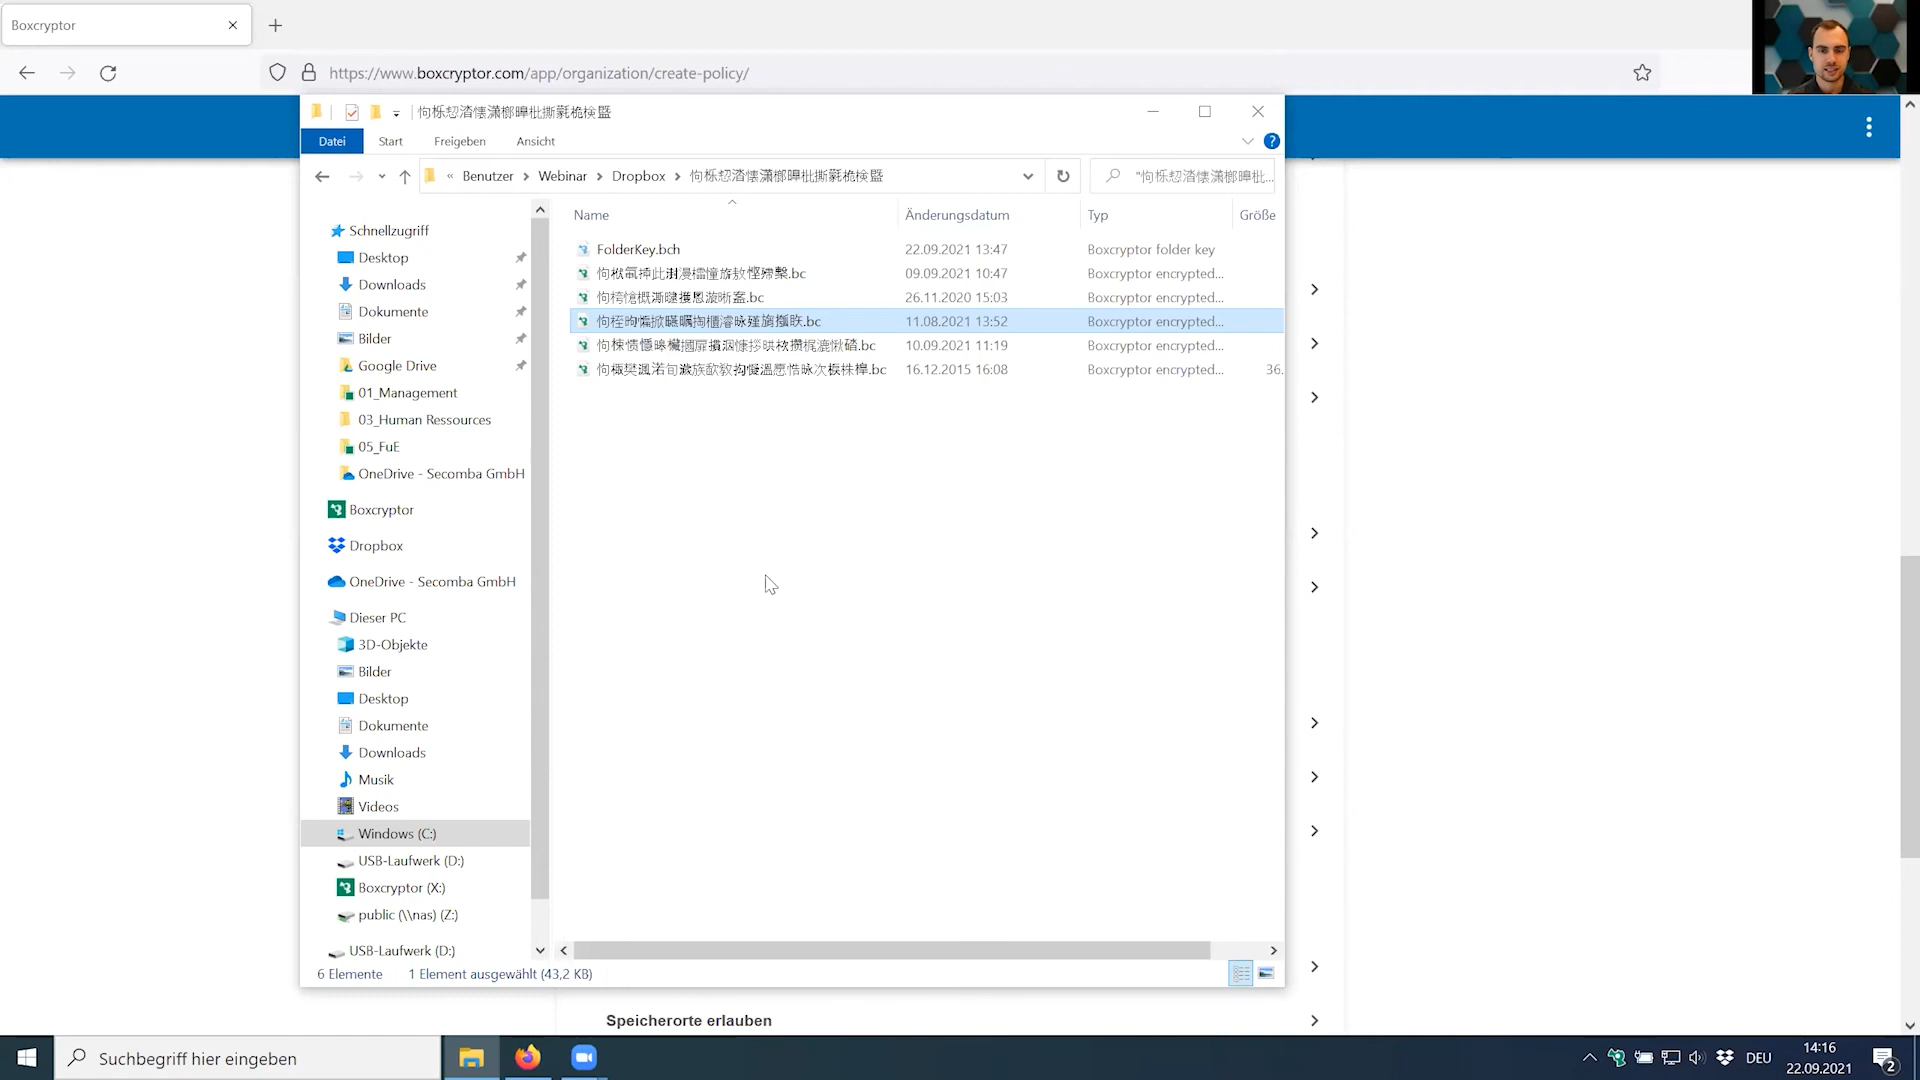 Boxcryptor
https://www.boxcryptor.com/app/organization/create-policy/
Datei Start Freigeben Ansicht
« Benutzer > Webinar > Dropbox >
Name Änderungsdatum Typ Größe
FolderKey.bch 22.09.2021 13:47 Boxcryptor folder key
.bc 09.09.2021 10:47 Boxcryptor encrypted...
.bc 26.11.2020 15:03 Boxcryptor encrypted...
.bc 11.08.2021 13:52 Boxcryptor encrypted...
.bc 10.09.2021 11:19 Boxcryptor encrypted...
.bc 16.12.2015 16:08 Boxcryptor encrypted... 36.
Schnellzugriff
Desktop
Downloads
Dokumente
Bilder
Google Drive
01_Management
03_Human Ressources
05_FuE
OneDrive - Secomba GmbH
Boxcryptor
Dropbox
OneDrive - Secomba GmbH
Dieser PC
3D-Objekte
Bilder
Desktop
Dokumente
Downloads
Musik
Videos
Windows (C:)
USB-Laufwerk (D:)
Boxcryptor (X:)
public (\\nas) (Z:)
USB-Laufwerk (D:)
6 Elemente 1 Element ausgewählt (43,2 KB)
Speicherorte erlauben
Suchbegriff hier eingeben
DEU
14:16
22.09.2021
2